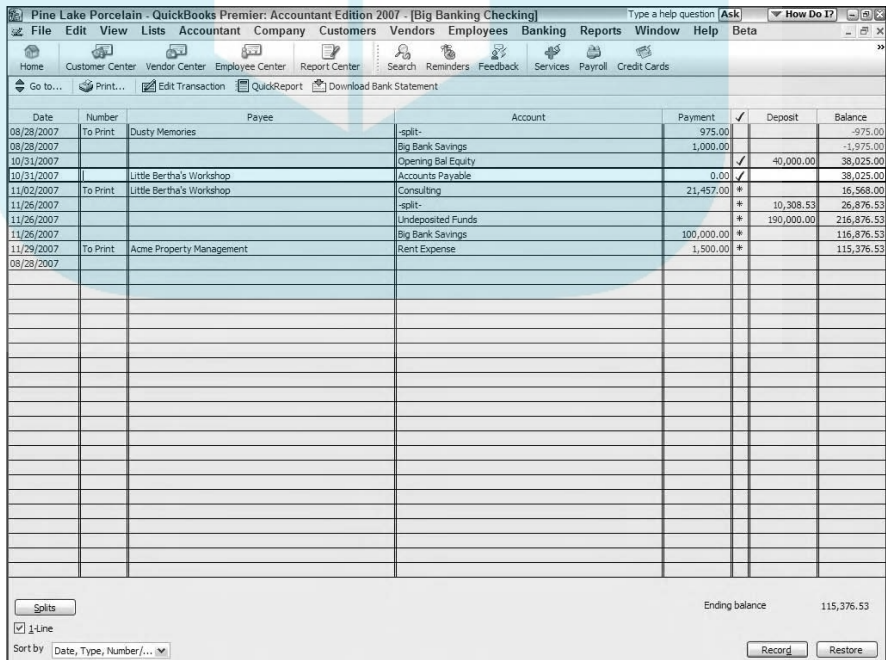 Pine Lake Porcelain - QuickBooks Premier: Accountant Edition 2007 - [Big Banking Checking] Type a help question Ask How Do I?
File Edit View Lists Accountant Company Customers Vendors Employees Banking Reports Window Help Beta
Home Customer Center Vendor Center Employee Center Report Center Search Reminders Feedback Services Payroll Credit Cards »
Go to... Print... Edit Transaction QuickReport Download Bank Statement
Date Number Payee Account Payment ✓ Deposit Balance
08/28/2007 To Print Dusty Memories -split- 975.00 -975.00
08/28/2007 Big Bank Savings 1,000.00 -1,975.00
10/31/2007 Opening Bal Equity ✓ 40,000.00 38,025.00
10/31/2007 Little Bertha's Workshop Accounts Payable 0.00 ✓ 38,025.00
11/02/2007 To Print Little Bertha's Workshop Consulting 21,457.00 * 16,568.00
11/26/2007 -split- * 10,308.53 26,876.53
11/26/2007 Undeposited Funds * 190,000.00 216,876.53
11/26/2007 Big Bank Savings 100,000.00 * 116,876.53
11/29/2007 To Print Acme Property Management Rent Expense 1,500.00 * 115,376.53
08/28/2007
Splits Ending balance 115,376.53
1-Line
Sort by Date, Type, Number/... Record Restore